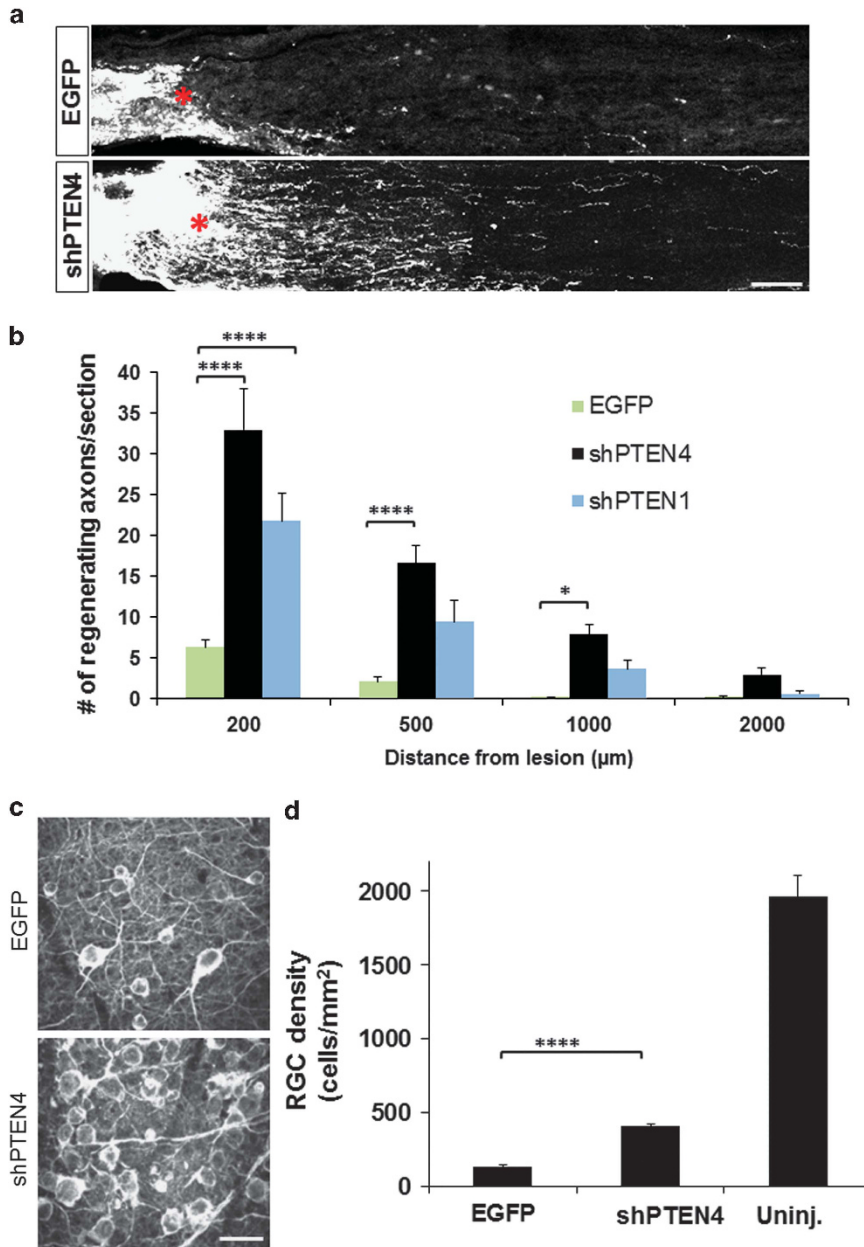 a
EGFP
*
shPTEN4
*
b
# of regenerating axons/section
40
35
30
25
20
15
10
5
0
****
****
****
*
EGFP
shPTEN4
shPTEN1
200 500 1000 2000
Distance from lesion (µm)
c
EGFP
shPTEN4
d
RGC density
(cells/mm²)
2000
1500
1000
500
0
****
EGFP shPTEN4 Uninj.